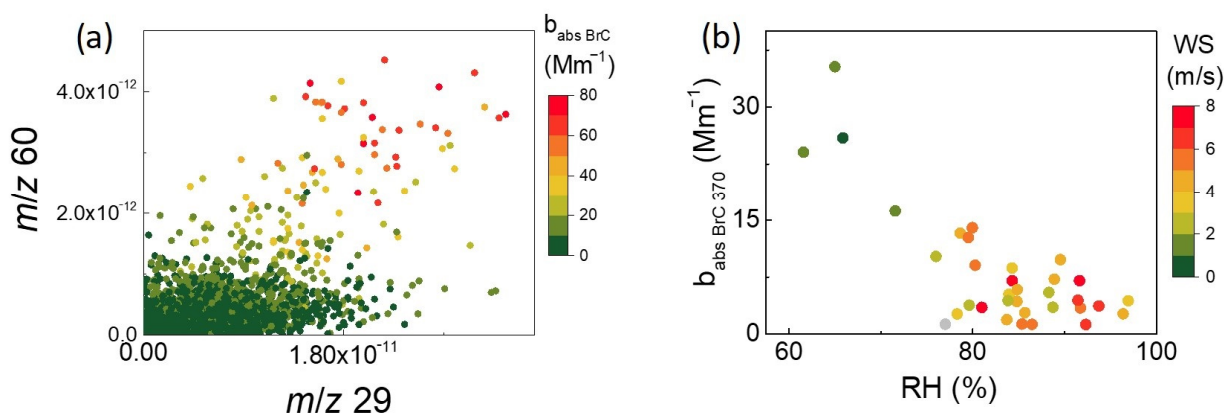 (a)
b abs BrC
(Mm⁻¹)
4.0x10⁻¹²
2.0x10⁻¹²
0.0
m/z 60
80
60
40
20
0
0.00
1.80x10⁻¹¹
m/z 29
(b)
WS
(m/s)
30
15
0
b abs BrC 370 (Mm⁻¹)
8
6
4
2
0
60
80
100
RH (%)